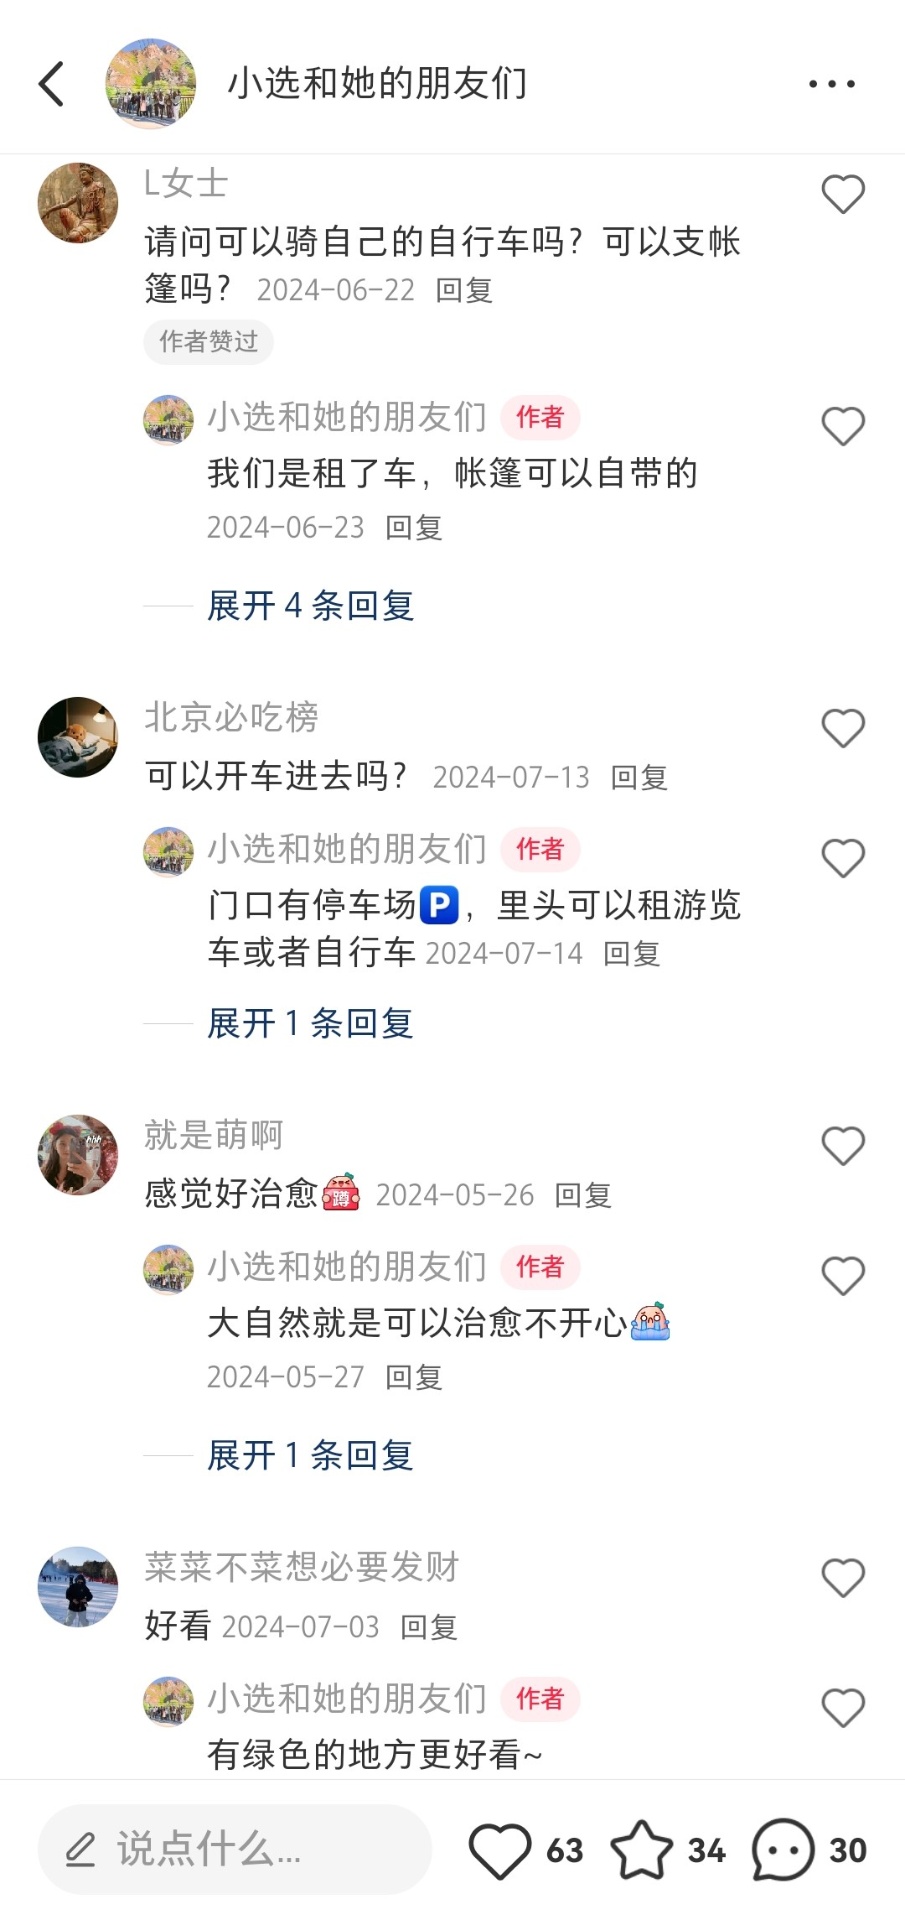 小选和她的朋友们
L女士
请问可以骑自己的自行车吗？可以支帐
篷吗？ 2024-06-22 回复
作者赞过
小选和她的朋友们 作者
我们是租了车，帐篷可以自带的
2024-06-23 回复
展开 4 条回复
北京必吃榜
可以开车进去吗？ 2024-07-13 回复
小选和她的朋友们 作者
门口有停车场🅿️，里头可以租游览
车或者自行车 2024-07-14 回复
展开 1 条回复
就是萌啊
感觉好治愈蹲 2024-05-26 回复
小选和她的朋友们 作者
大自然就是可以治愈不开心
2024-05-27 回复
展开 1 条回复
菜菜不菜想必要发财
好看 2024-07-03 回复
小选和她的朋友们 作者
有绿色的地方更好看~
说点什么... 63 34 30